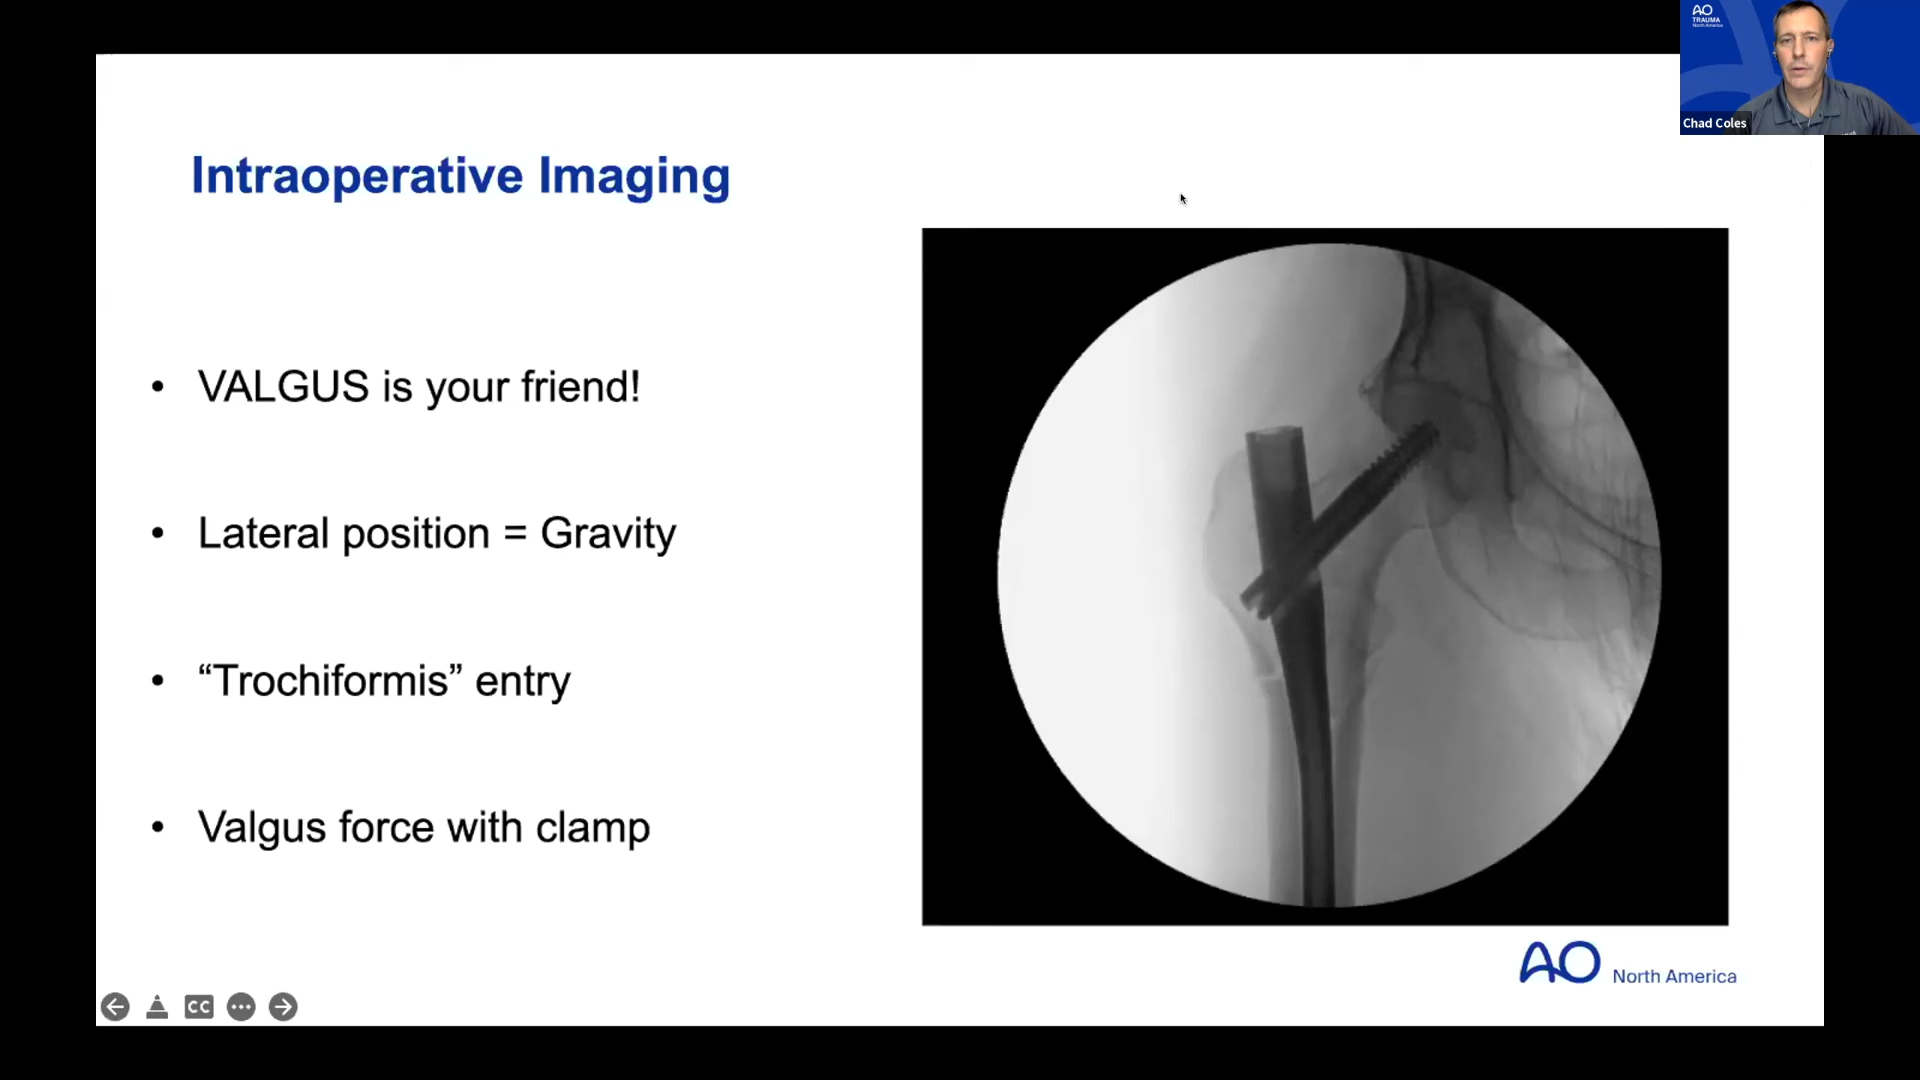 AO
TRAUMA
North America
Chad Coles
Intraoperative Imaging
• VALGUS is your friend!
• Lateral position = Gravity
• “Trochiformis” entry
• Valgus force with clamp
AO North America
CC